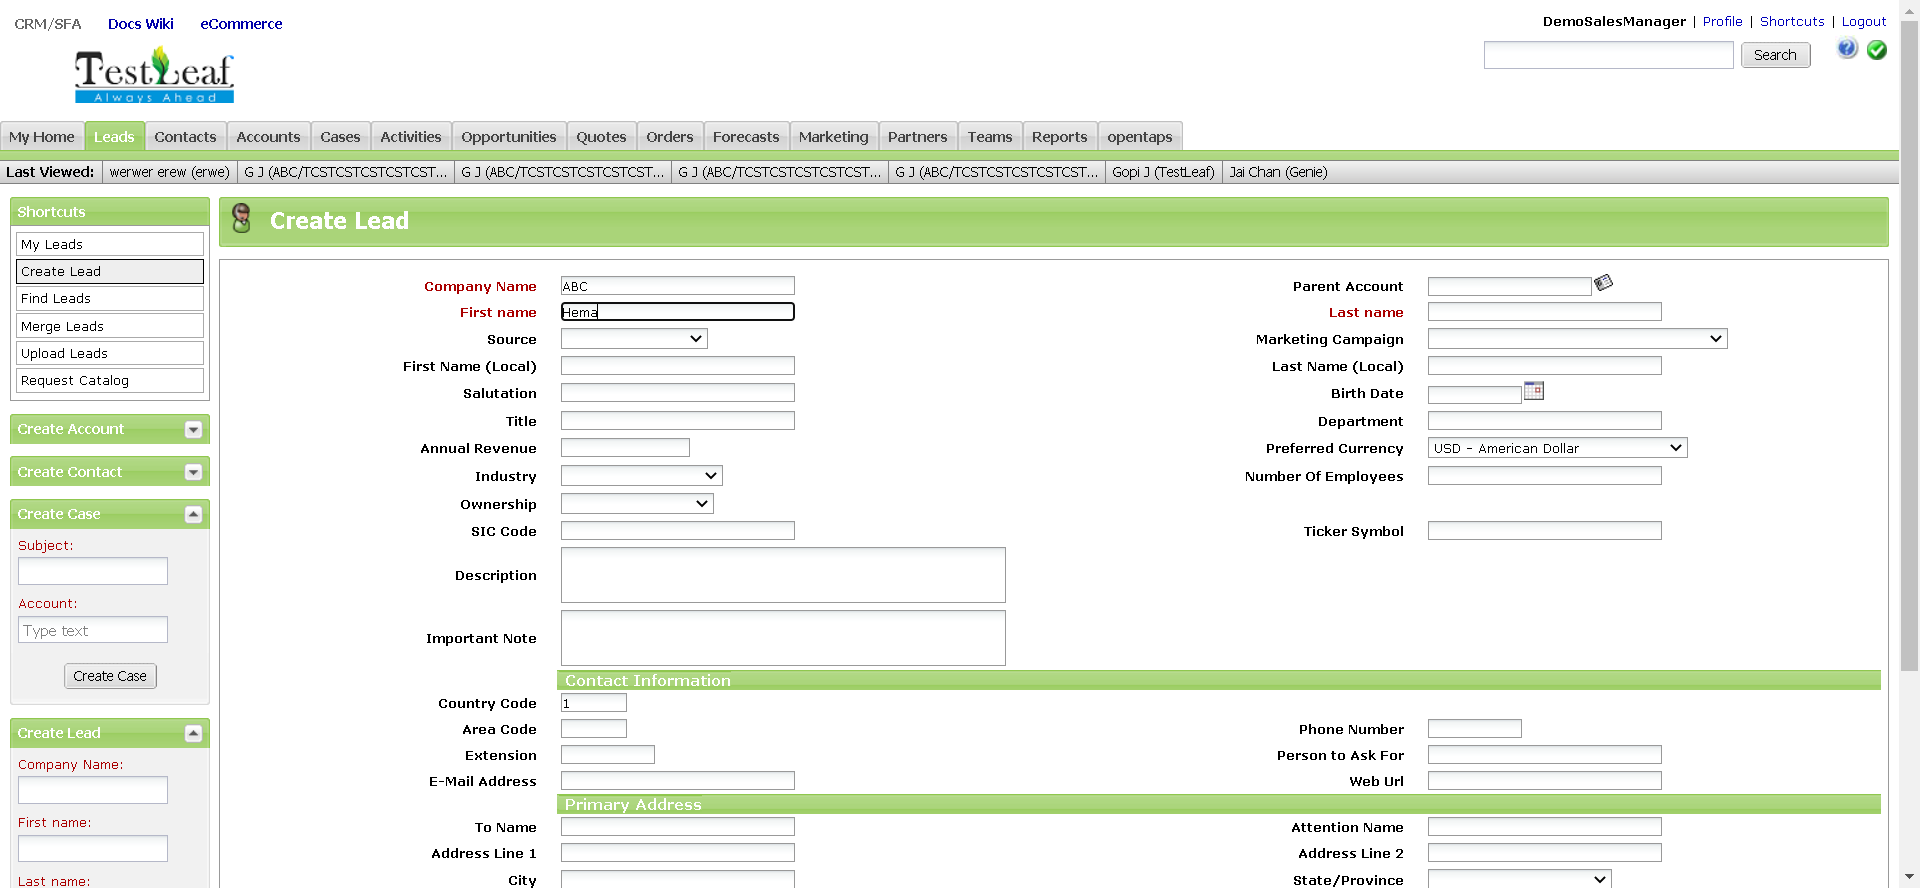 CRM/SFA Docs Wiki eCommerce
DemoSalesManager | Profile | Shortcuts | Logout
TestLeaf
Always Ahead
Search
My Home Leads Contacts Accounts Cases Activities Opportunities Quotes Orders Forecasts Marketing Partners Teams Reports opentaps
Last Viewed: werwer erew (erwe) G J (ABC/TCSTCSTCSTCSTCST... G J (ABC/TCSTCSTCSTCSTCST... G J (ABC/TCSTCSTCSTCSTCST... G J (ABC/TCSTCSTCSTCSTCST... Gopi J (TestLeaf) Jai Chan (Genie)
Shortcuts
My Leads
Create Lead
Find Leads
Merge Leads
Upload Leads
Request Catalog
Create Account
Create Contact
Create Case
Subject:
Account:
Type text
Create Case
Create Lead
Company Name:
First name:
Last name:
Create Lead
Company Name ABC Parent Account
First name Hema Last name
Source Marketing Campaign
First Name (Local) Last Name (Local)
Salutation Birth Date
Title Department
Annual Revenue Preferred Currency USD - American Dollar
Industry Number Of Employees
Ownership
SIC Code Ticker Symbol
Description
Important Note
Contact Information
Country Code 1
Area Code Phone Number
Extension Person to Ask For
E-Mail Address Web Url
Primary Address
To Name Attention Name
Address Line 1 Address Line 2
City State/Province